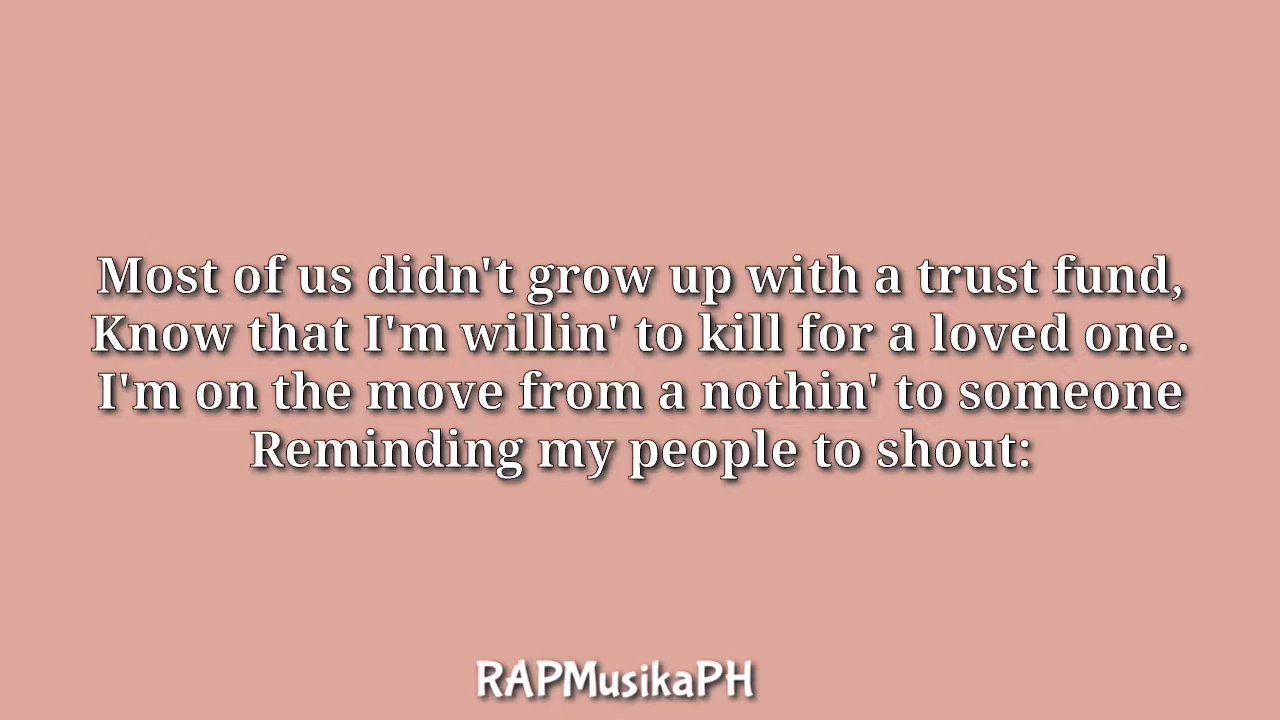 Most of us didn't grow up with a trust fund,
Know that I'm willin' to kill for a loved one.
I'm on the move from a nothin' to someone
Reminding my people to shout:
RAPMusikaPH